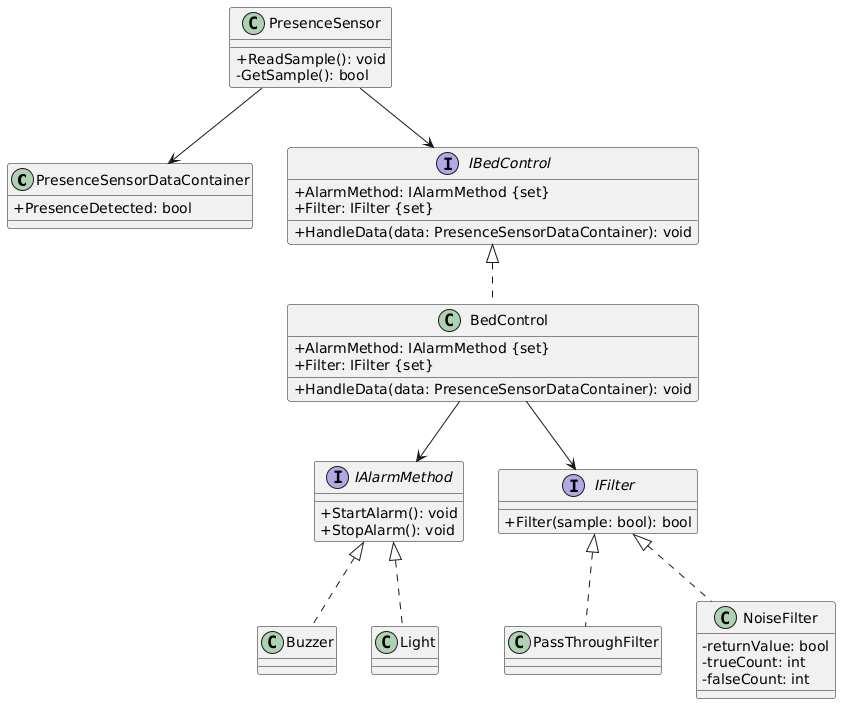 C PresenceSensor
+ReadSample(): void
-GetSample(): bool
C PresenceSensorDataContainer
+PresenceDetected: bool
I IBedControl
+AlarmMethod: IAlarmMethod {set}
+Filter: IFilter {set}
+HandleData(data: PresenceSensorDataContainer): void
C BedControl
+AlarmMethod: IAlarmMethod {set}
+Filter: IFilter {set}
+HandleData(data: PresenceSensorDataContainer): void
I IAlarmMethod
+StartAlarm(): void
+StopAlarm(): void
I IFilter
+Filter(sample: bool): bool
C Buzzer
C Light
C PassThroughFilter
C NoiseFilter
-returnValue: bool
-trueCount: int
-falseCount: int